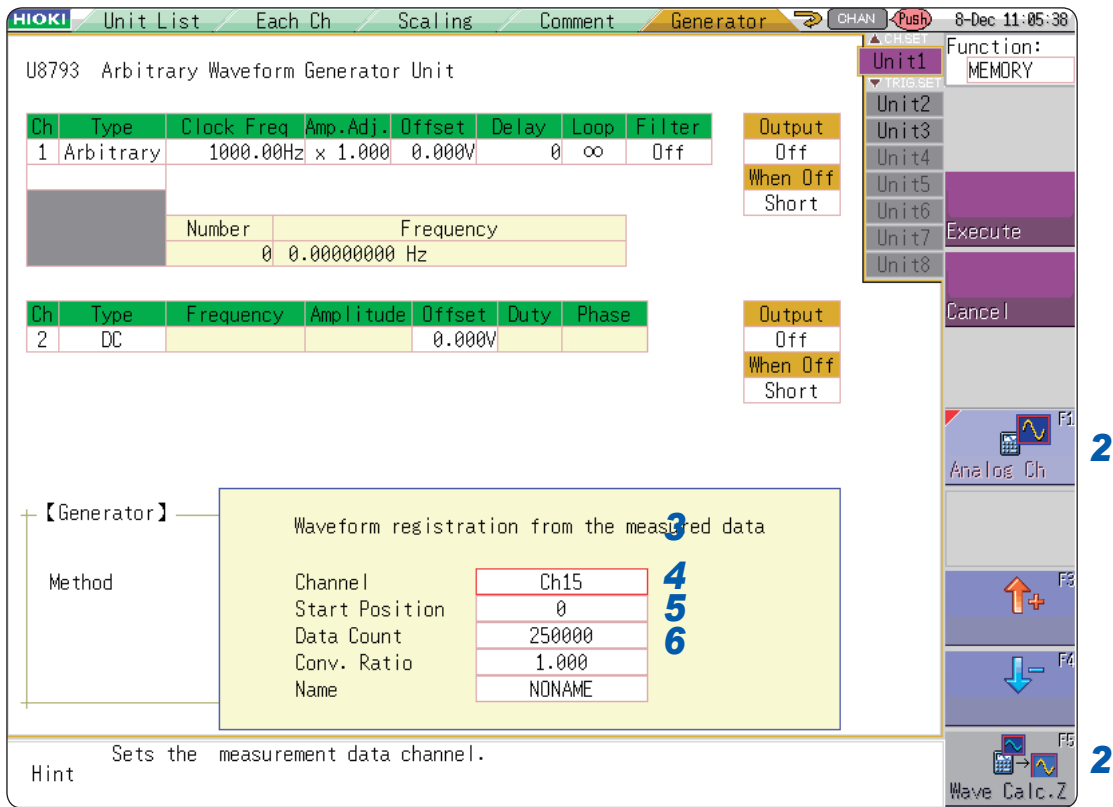 HIOKI Unit List Each Ch Scaling Comment Generator CHAN Push 8-Dec 11:05:38
▲ CH.SET
Function:
MEMORY
U8793 Arbitrary Waveform Generator Unit
Unit1
▼ TRIG.SET
Unit2
Unit3
Unit4
Unit5
Unit6
Unit7
Unit8
Ch Type Clock Freq Amp.Adj. Offset Delay Loop Filter
1 Arbitrary 1000.00Hz x 1.000 0.000V 0 ∞ Off
Number Frequency
0 0.00000000 Hz
Output
Off
When Off
Short
Execute
Cancel
Ch Type Frequency Amplitude Offset Duty Phase
2 DC 0.000V
Output
Off
When Off
Short
F1
Analog Ch
2
【Generator】
Method
Waveform registration from the measured data
3
Channel Ch15 4
Start Position 0 5
Data Count 250000 6
Conv. Ratio 1.000
Name NONAME
F3
+
F4
-
F5
Wave Calc.Z
2
Sets the measurement data channel.
Hint